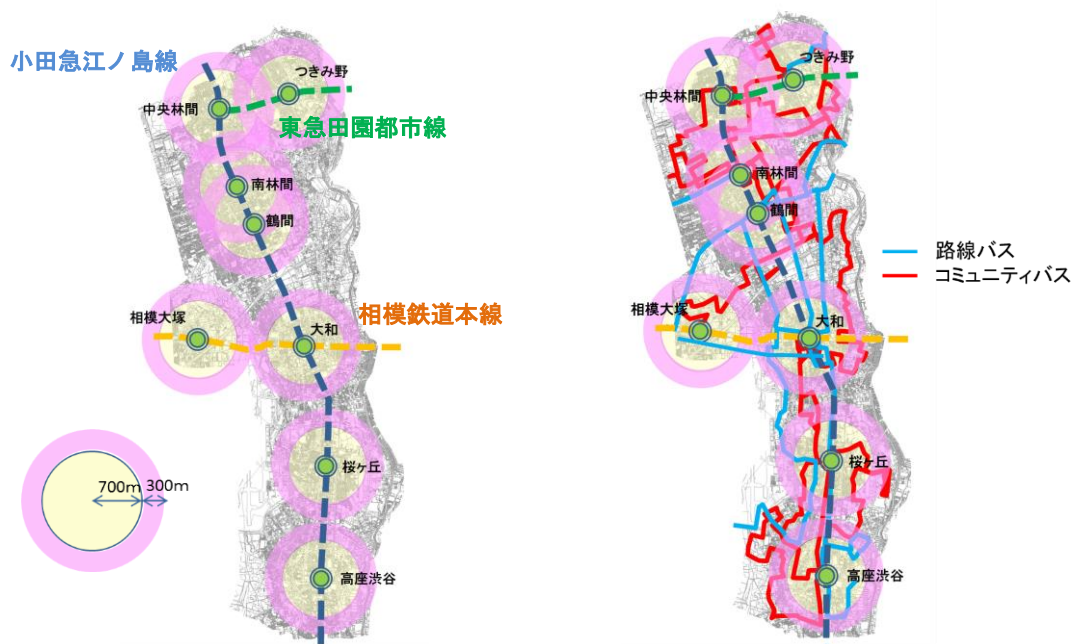 小田急江ノ島線
つきみ野
中央林間
東急田園都市線
南林間
鶴間
相模大塚
相模鉄道本線
大和
700m
300m
桜ヶ丘
高座渋谷
つきみ野
中央林間
南林間
鶴間
路線バス
コミュニティバス
相模大塚
大和
桜ヶ丘
高座渋谷